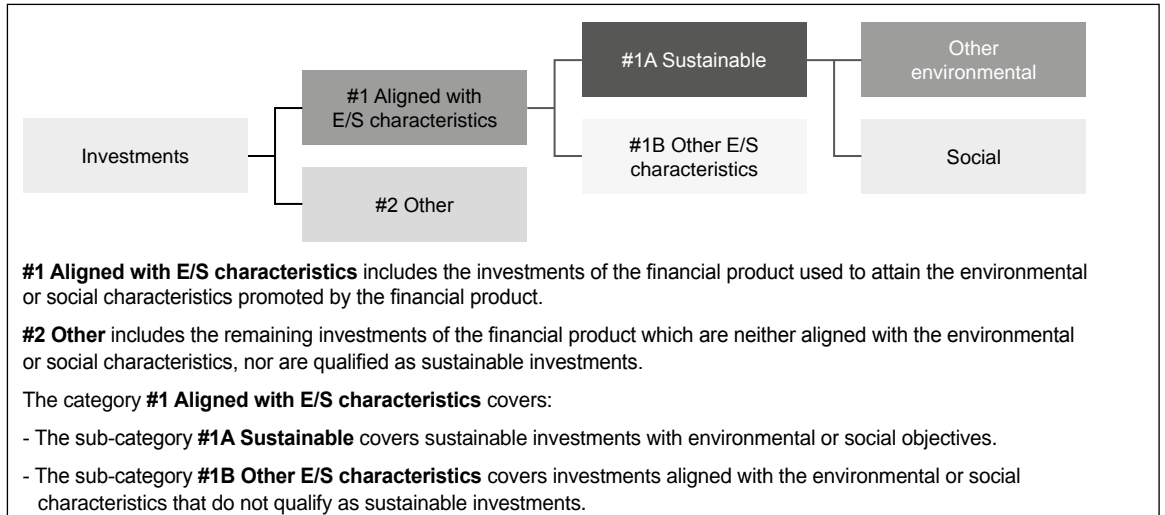 Investments
#1 Aligned with
E/S characteristics
#2 Other
#1A Sustainable
#1B Other E/S
characteristics
Other
environmental
Social
#1 Aligned with E/S characteristics includes the investments of the financial product used to attain the environmental
or social characteristics promoted by the financial product.
#2 Other includes the remaining investments of the financial product which are neither aligned with the environmental
or social characteristics, nor are qualified as sustainable investments.
The category #1 Aligned with E/S characteristics covers:
- The sub-category #1A Sustainable covers sustainable investments with environmental or social objectives.
- The sub-category #1B Other E/S characteristics covers investments aligned with the environmental or social
characteristics that do not qualify as sustainable investments.